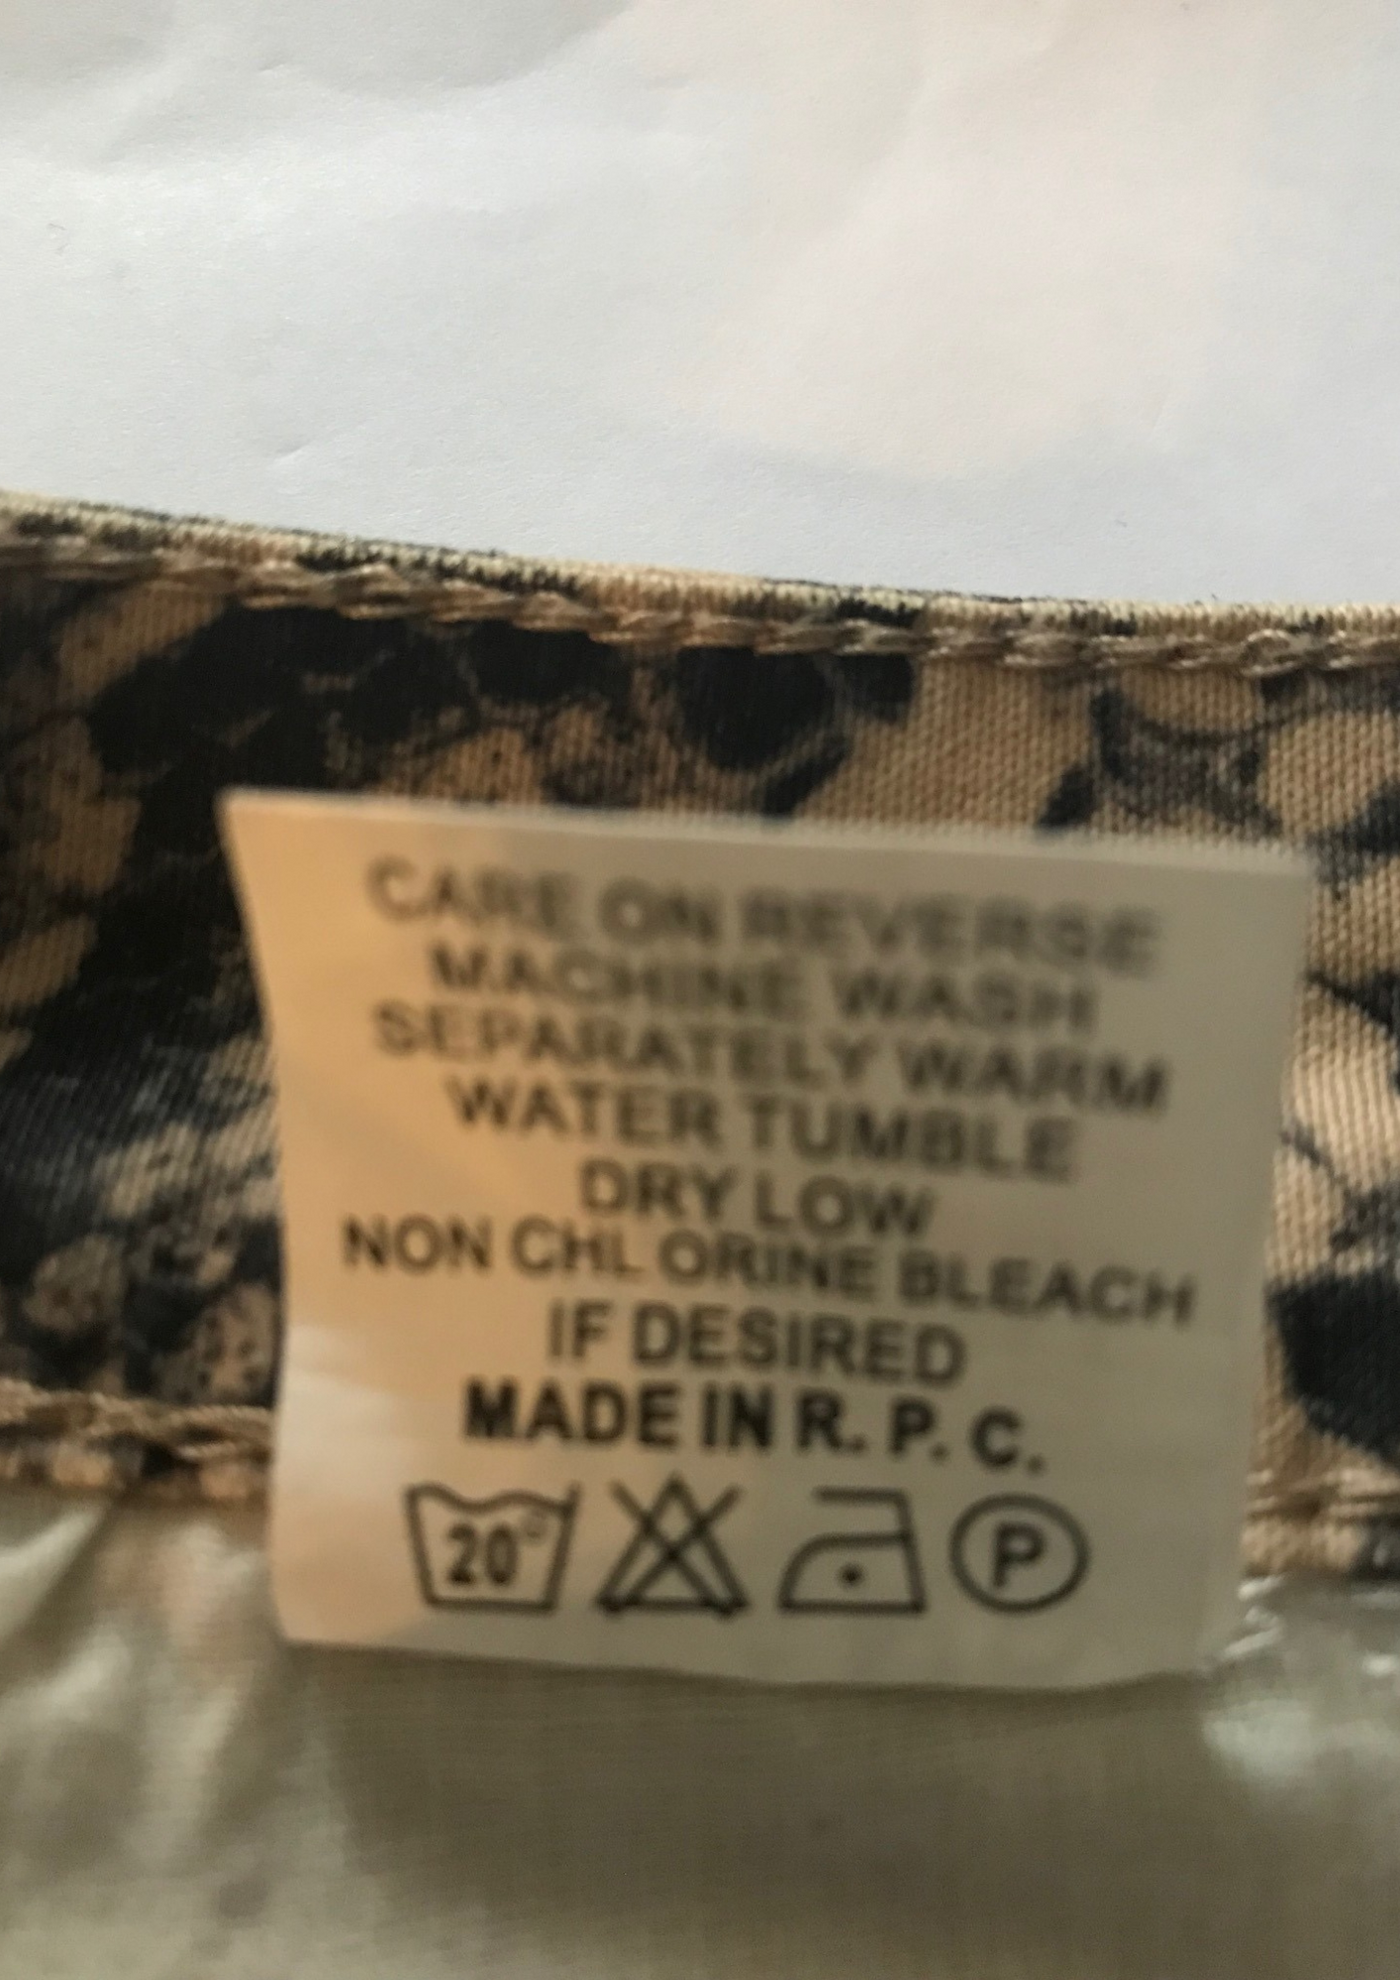 CARE ON REVERSE
MACHINE WASH
SEPARATELY WARM
WATER TUMBLE
DRY LOW
NON CHL ORINE BLEACH
IF DESIRED
MADE IN R. P. C.
20° P